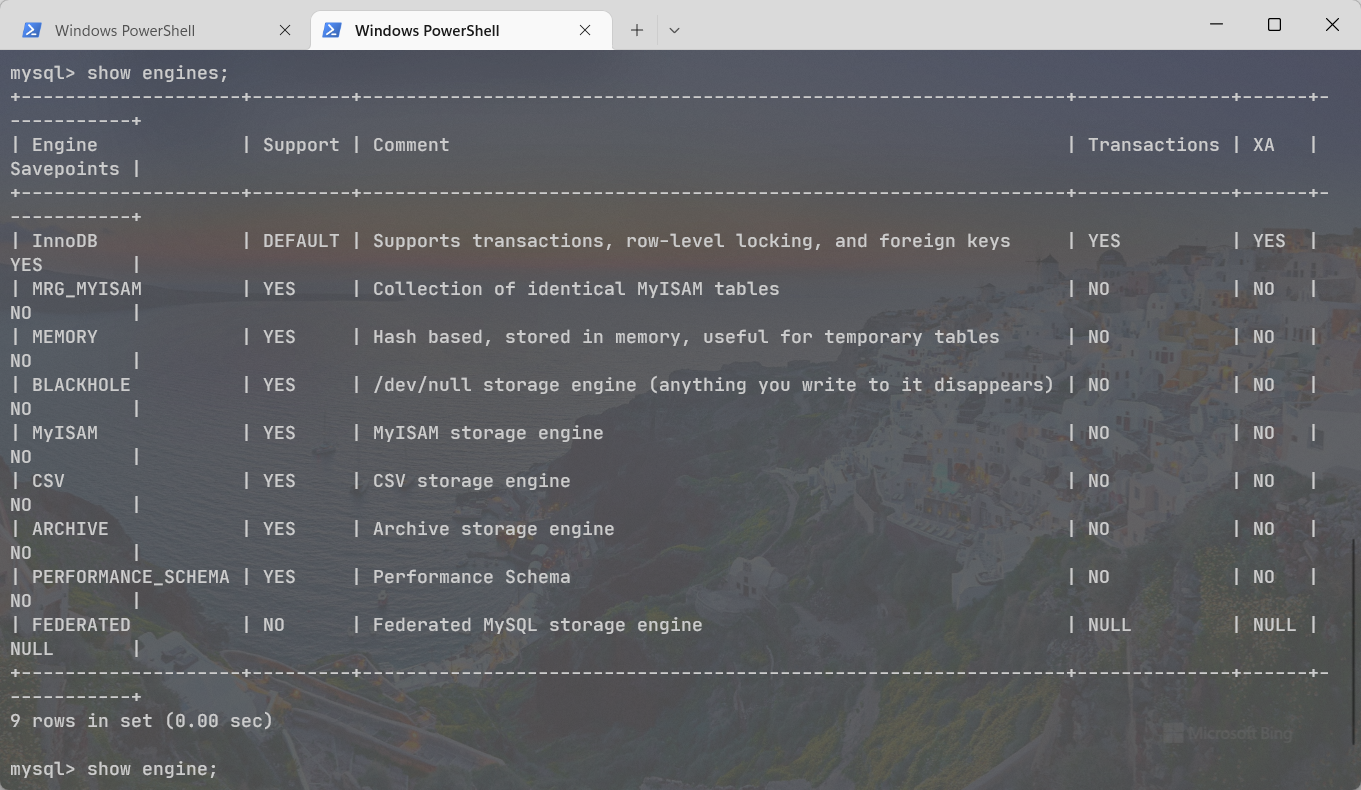 Windows PowerShell
Windows PowerShell
mysql> show engines;
+--------------------+---------+----------------------------------------------------------------+--------------+------+-
-----------+
| Engine             | Support | Comment                                                        | Transactions | XA   |
Savepoints |
+--------------------+---------+----------------------------------------------------------------+--------------+------+-
-----------+
| InnoDB             | DEFAULT | Supports transactions, row-level locking, and foreign keys     | YES          | YES  |
YES        |
| MRG_MYISAM         | YES     | Collection of identical MyISAM tables                          | NO           | NO   |
NO         |
| MEMORY             | YES     | Hash based, stored in memory, useful for temporary tables      | NO           | NO   |
NO         |
| BLACKHOLE          | YES     | /dev/null storage engine (anything you write to it disappears) | NO           | NO   |
NO         |
| MyISAM             | YES     | MyISAM storage engine                                          | NO           | NO   |
NO         |
| CSV                | YES     | CSV storage engine                                             | NO           | NO   |
NO         |
| ARCHIVE            | YES     | Archive storage engine                                         | NO           | NO   |
NO         |
| PERFORMANCE_SCHEMA | YES     | Performance Schema                                             | NO           | NO   |
NO         |
| FEDERATED          | NO      | Federated MySQL storage engine                                 | NULL         | NULL |
NULL       |
+--------------------+---------+----------------------------------------------------------------+--------------+------+-
-----------+
9 rows in set (0.00 sec)
Microsoft Bing
mysql> show engine;